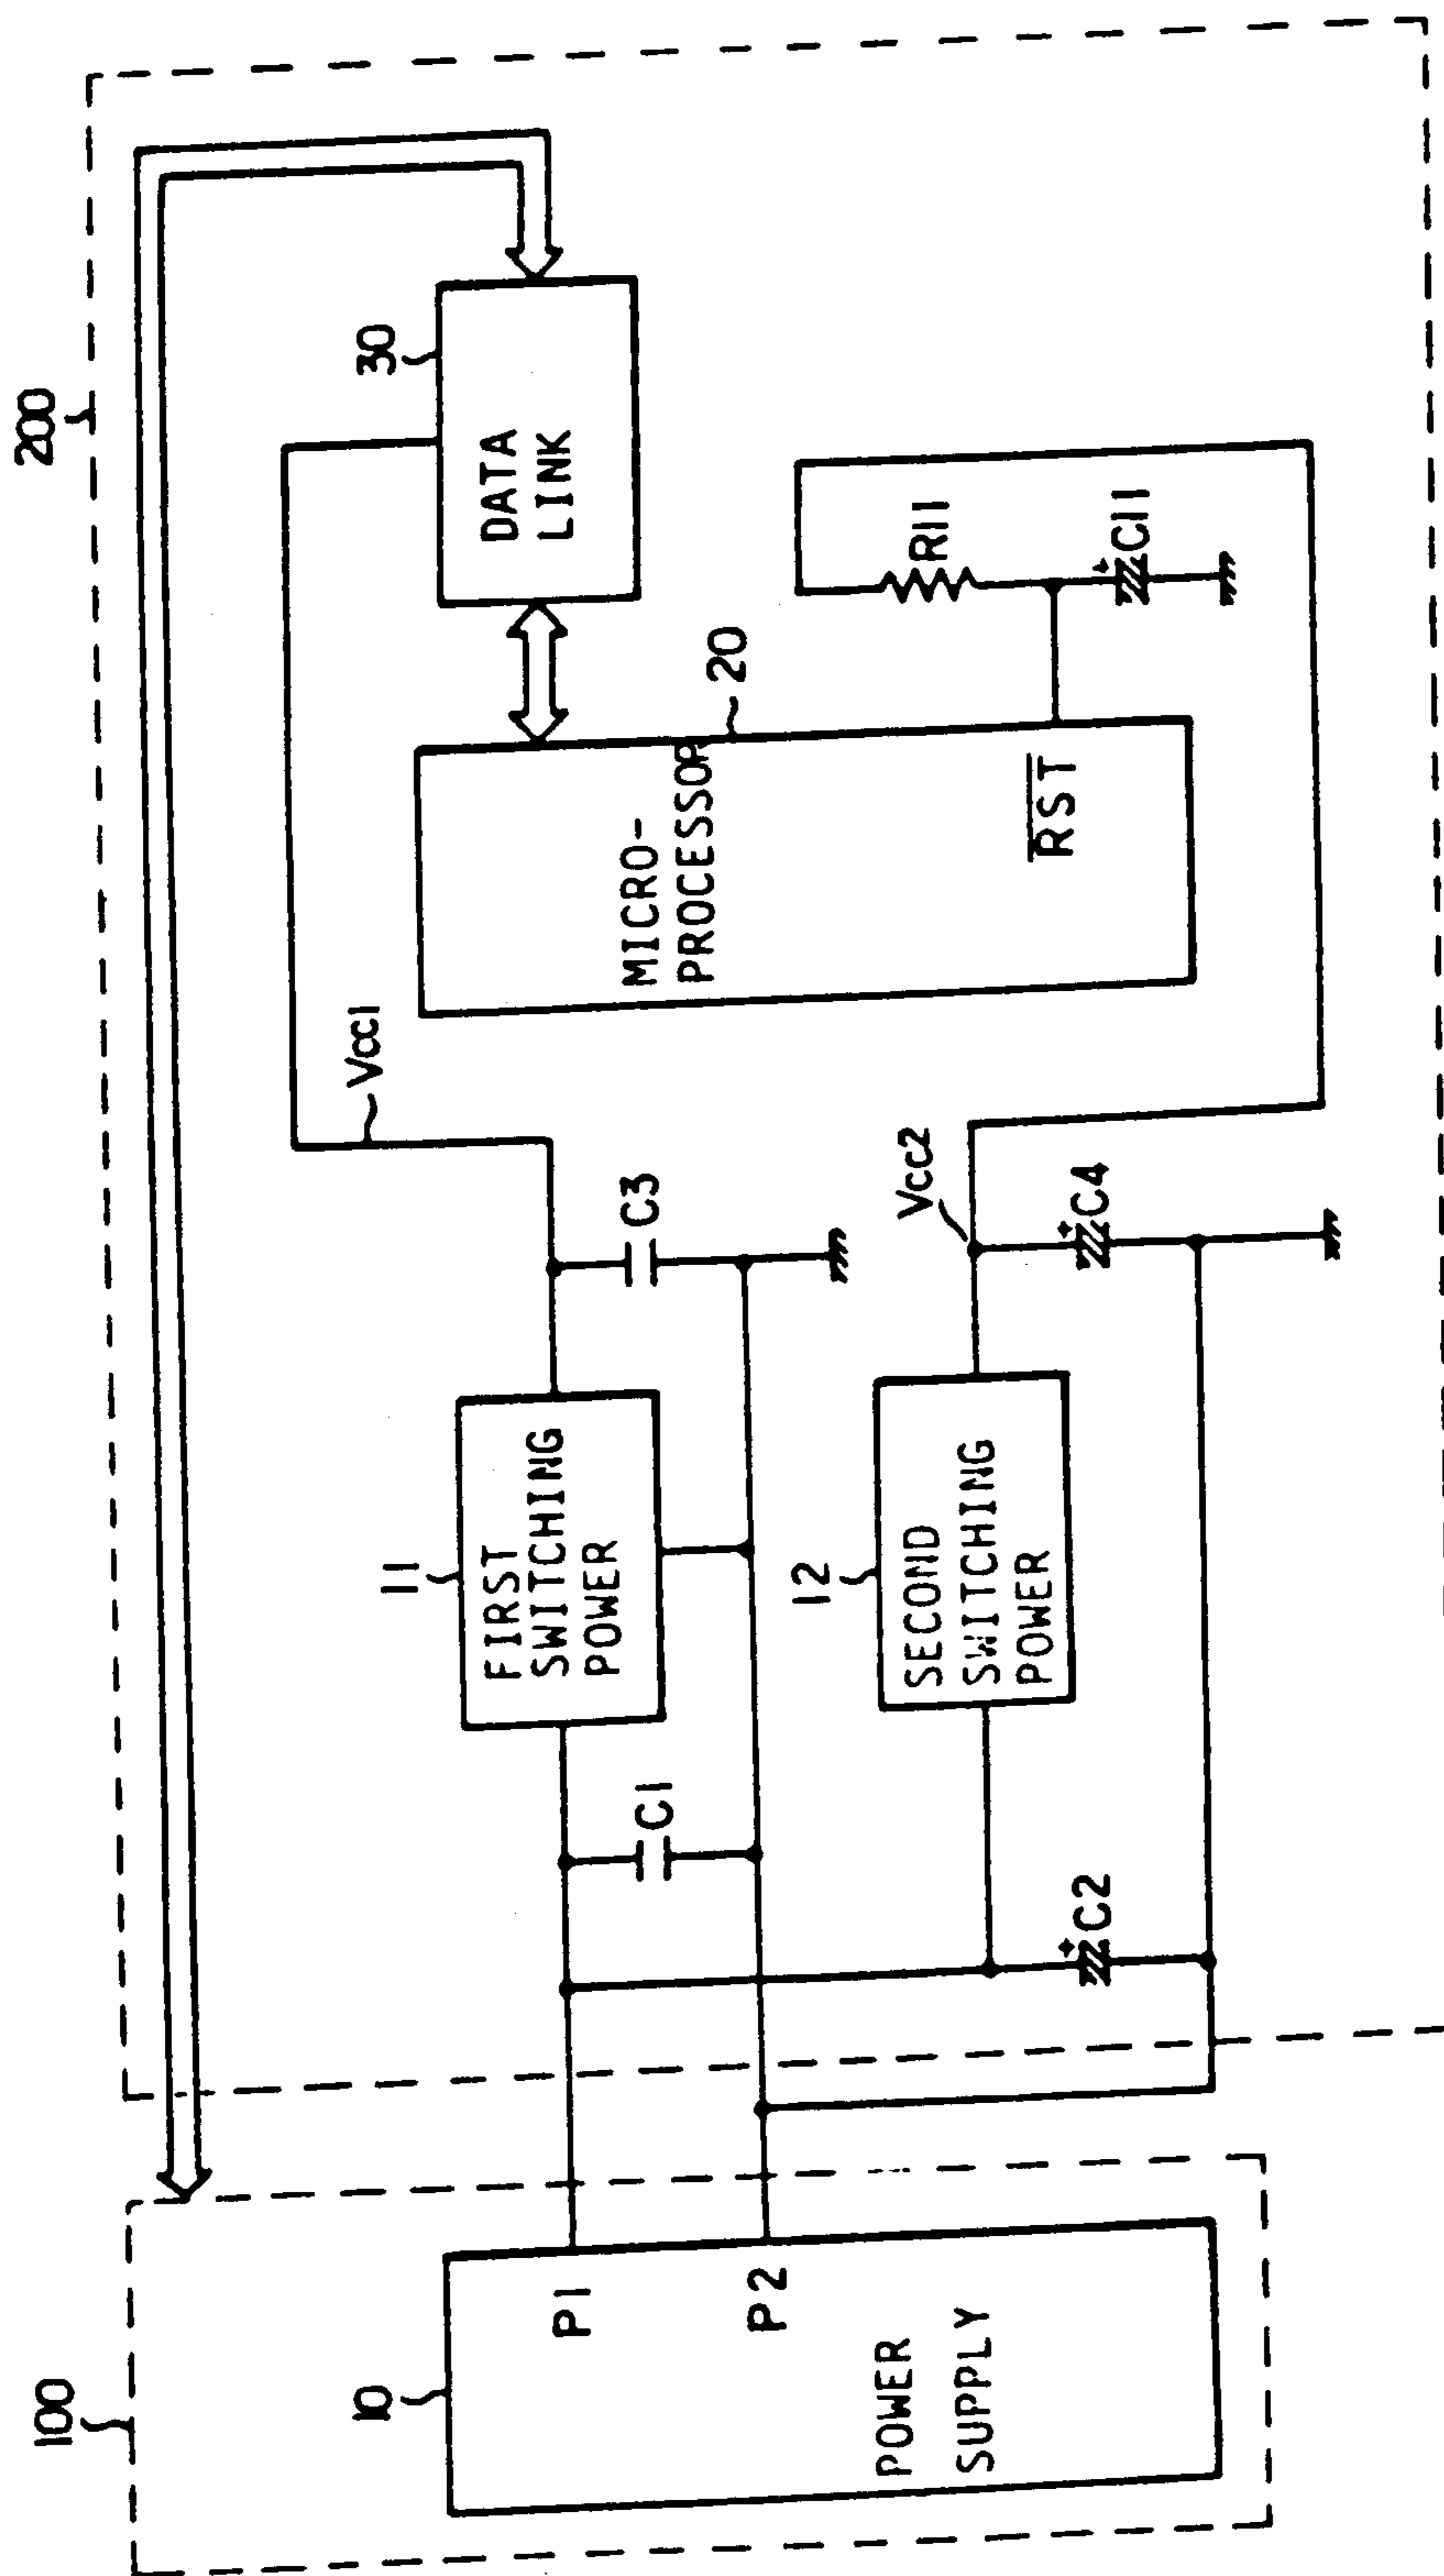 100
10
P1
P2
POWER
SUPPLY
200
11
FIRST
SWITCHING
POWER
C1
C3
Vcc1
12
SECOND
SWITCHING
POWER
C2
C4
Vcc2
MICRO-
PROCESSOR
20
RST
30
DATA
LINK
R11
C11